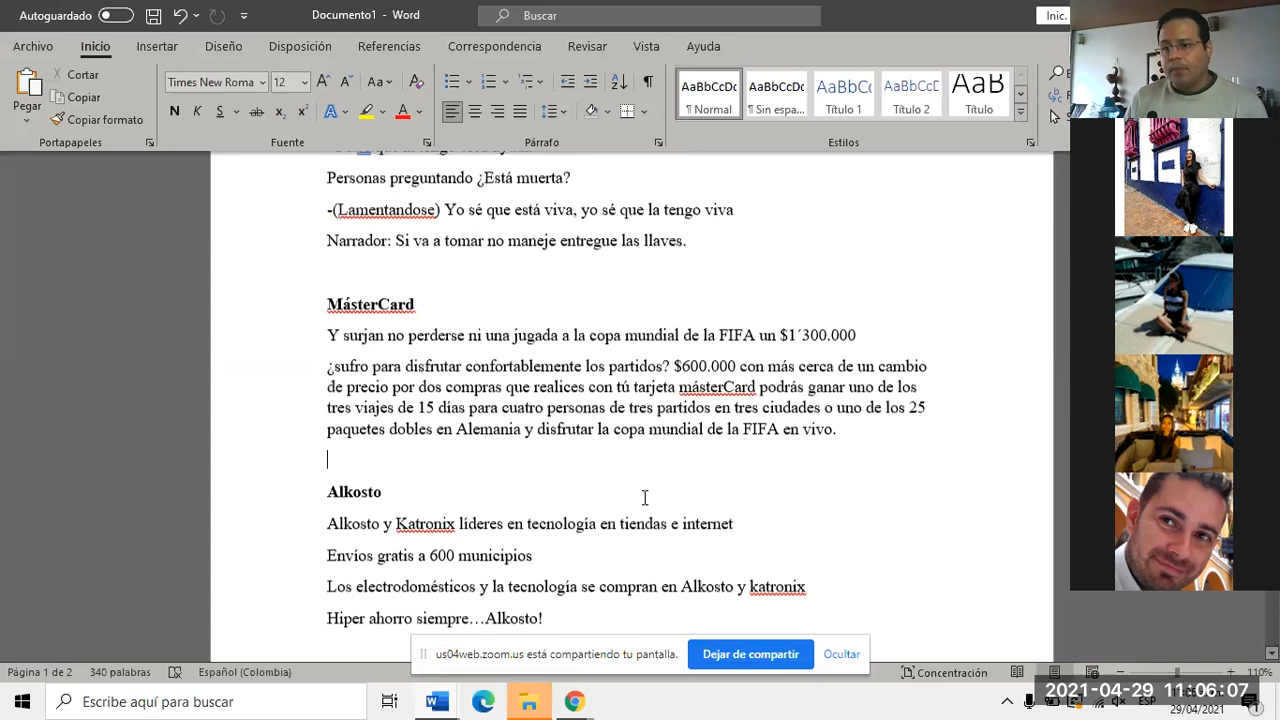 Autoguardado Documento1 - Word Buscar Inic.
Archivo Inicio Insertar Diseño Disposición Referencias Correspondencia Revisar Vista Ayuda
Pegar
Cortar
Copiar
Copiar formato
Portapapeles
Times New Roma 12
Fuente
Párrafo
AaBbCcDc AaBbCcDc AaBbCc AaBbCcD AaB
¶ Normal ¶ Sin espa... Título 1 Título 2 Título
Estilos
Personas preguntando ¿Está muerta?
-(Lamentandose) Yo sé que está viva, yo sé que la tengo viva
Narrador: Si va a tomar no maneje entregue las llaves.
MásterCard
Y surjan no perderse ni una jugada a la copa mundial de la FIFA un $1´300.000
¿sufro para disfrutar confortablemente los partidos? $600.000 con más cerca de un cambio
de precio por dos compras que realices con tú tarjeta másterCard podrás ganar uno de los
tres viajes de 15 días para cuatro personas de tres partidos en tres ciudades o uno de los 25
paquetes dobles en Alemania y disfrutar la copa mundial de la FIFA en vivo.
Alkosto
Alkosto y Katronix líderes en tecnología en tiendas e internet
Envíos gratis a 600 municipios
Los electrodomésticos y la tecnología se compran en Alkosto y katronix
Hiper ahorro siempre…Alkosto!
us04web.zoom.us está compartiendo tu pantalla. Dejar de compartir Ocultar
Página 1 de 2 340 palabras Español (Colombia) Concentración 110%
Escribe aquí para buscar
2021-04-29 11:06:07
ESP
29/04/2021